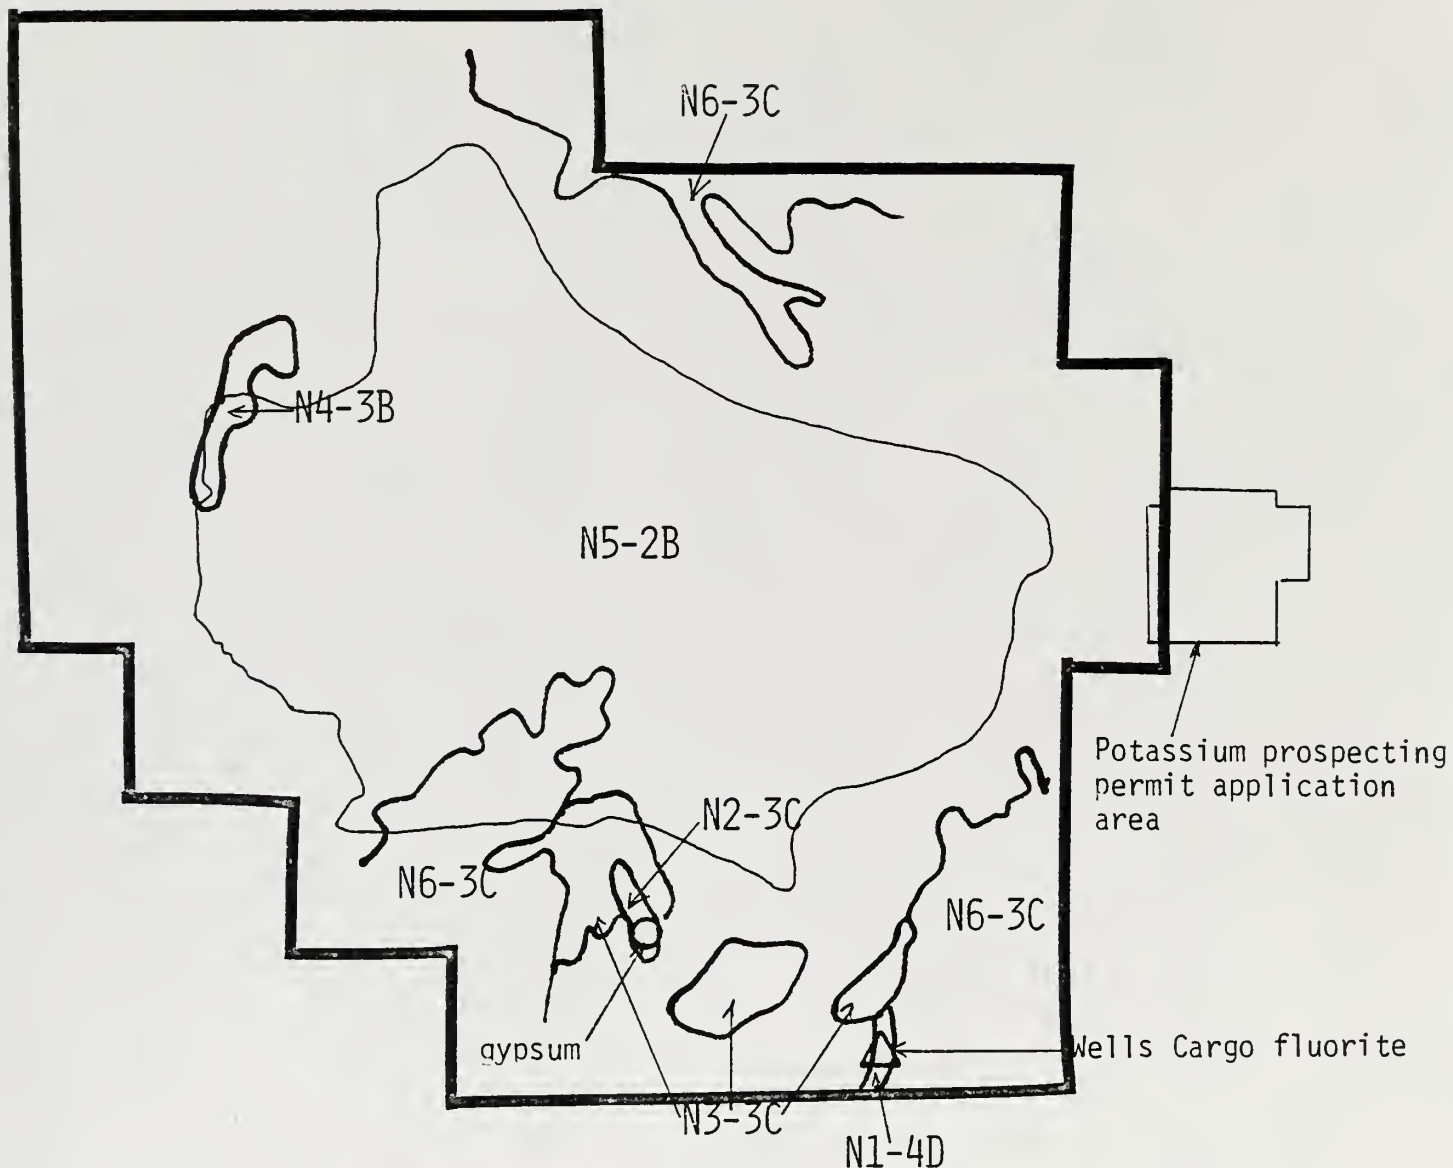 N6-3C
N4-3B
N5-2B
Potassium prospecting
permit application
area
N2-3C
N6-3C
N6-3C
gypsum
Wells Cargo fluorite
N3-3C
N1-4D